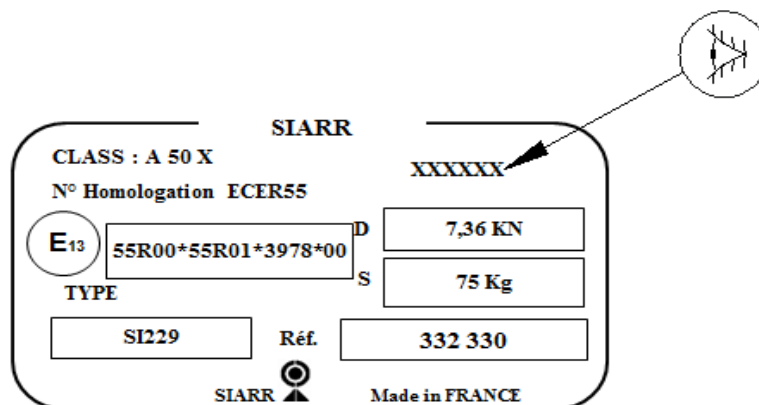 SIARR
CLASS : A 50 X
XXXXXX
N° Homologation ECER55
E13
55R00*55R01*3978*00
D
7,36 KN
S
75 Kg
TYPE
SI229
Réf.
332 330
SIARR
Made in FRANCE